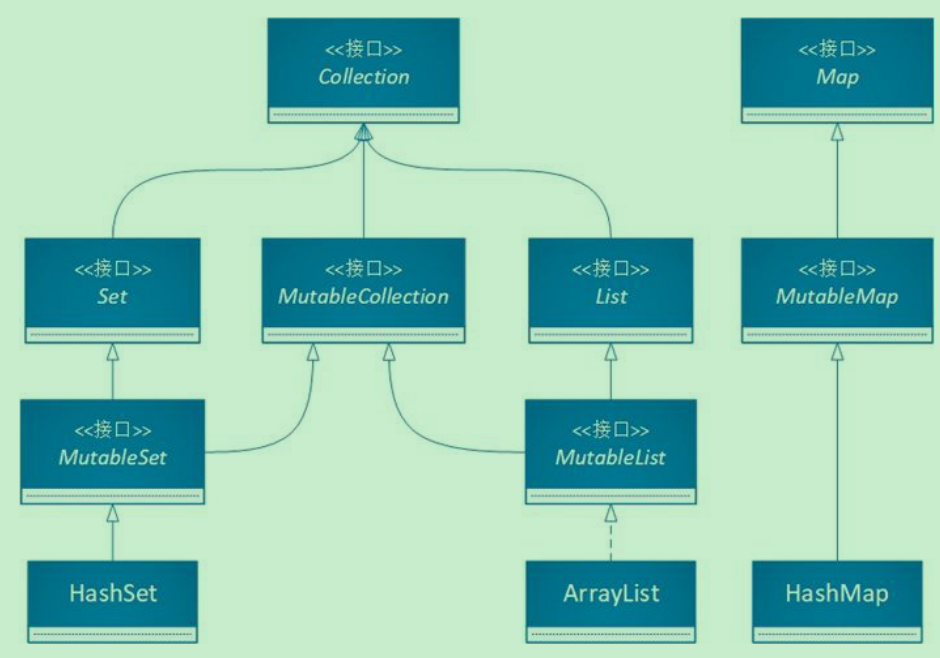 <<接口>>
Collection
<<接口>>
Map
<<接口>>
Set
<<接口>>
MutableCollection
<<接口>>
List
<<接口>>
MutableMap
<<接口>>
MutableSet
<<接口>>
MutableList
HashSet
ArrayList
HashMap